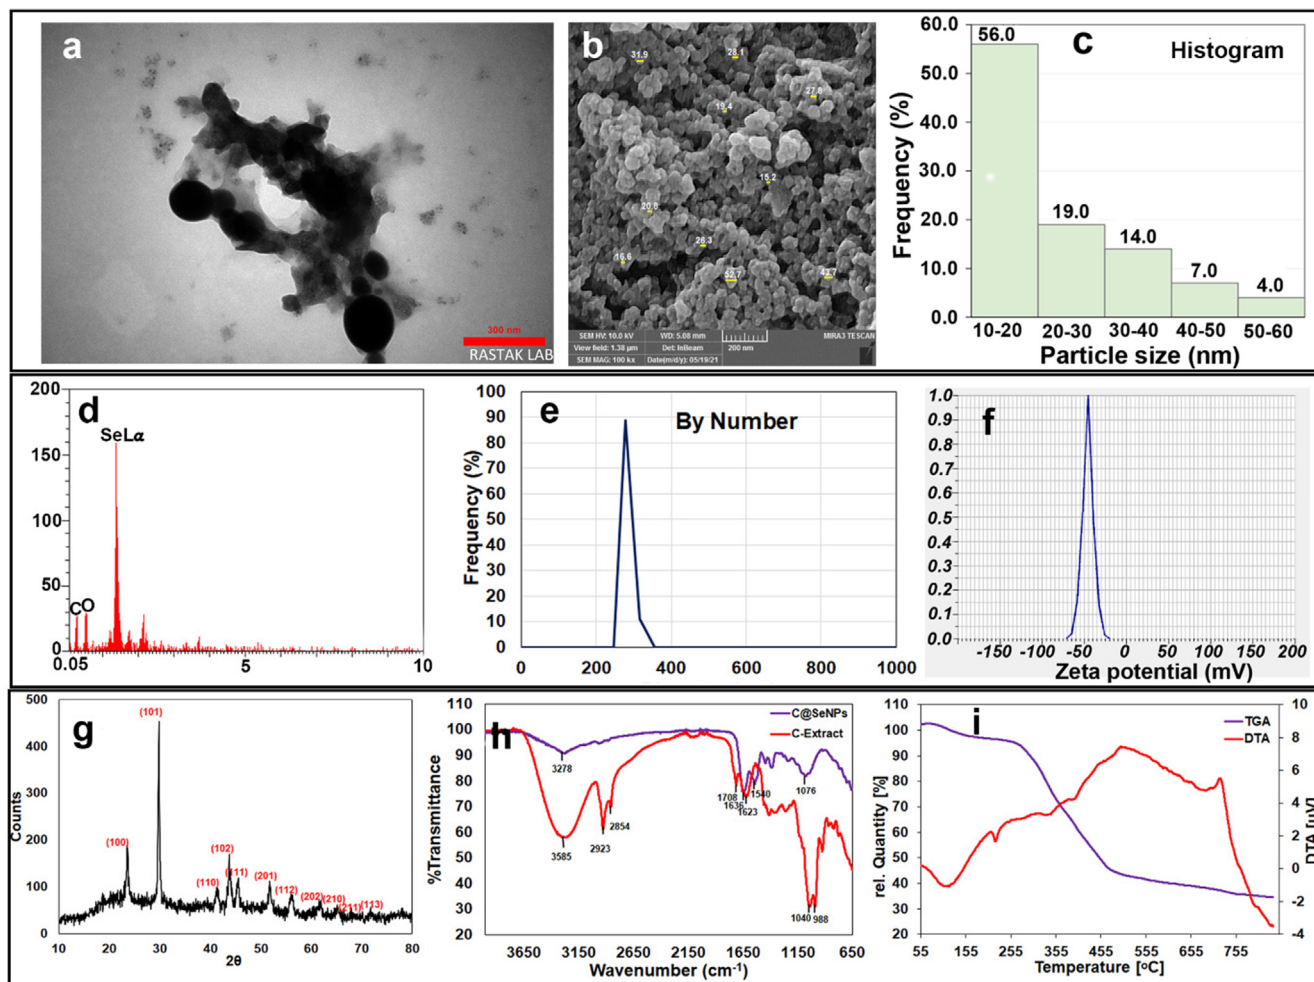 a
300 nm
RASTAK LAB
b
31.9
28.1
27.8
19.4
15.2
20.8
26.3
16.6
52.7
43.7
SEM HV: 10.0 kV WD: 5.08 mm MIRA3 TESCAN
View field: 1.38 µm Det: InBeam 200 nm
SEM MAG: 100 kx Date(m/d/y): 05/19/21
c
Histogram
Frequency (%)
60.0
50.0
40.0
30.0
20.0
10.0
0.0
56.0
19.0
14.0
7.0
4.0
10-20 20-30 30-40 40-50 50-60
Particle size (nm)
d
200
150
100
50
0
SeLα
C O
0.05 5 10
e
By Number
Frequency (%)
100
90
80
70
60
50
40
30
20
10
0
0 200 400 600 800 1000
f
1.0
0.9
0.8
0.7
0.6
0.5
0.4
0.3
0.2
0.1
0.0
-150 -100 -50 0 50 100 150 200
Zeta potential (mV)
g
Counts
500
400
300
200
100
0
(100)
(101)
(110)
(102)
(111)
(201)
(112)
(202)
(210)
(211)
(113)
10 20 30 40 50 60 70 80
2θ
h
%Transmittance
110
100
90
80
70
60
50
40
30
20
C@SeNPs
C-Extract
3278
3585
2923
2854
1708
1636
1623
1540
1076
1040
988
3650 3150 2650 2150 1650 1150 650
Wavenumber (cm-1)
i
rel. Quantity [%]
110
100
90
80
70
60
50
40
30
20
TGA
DTA
10
8
6
4
2
0
-2
-4
DTA [µV]
55 155 255 355 455 555 655 755
Temperature [oC]